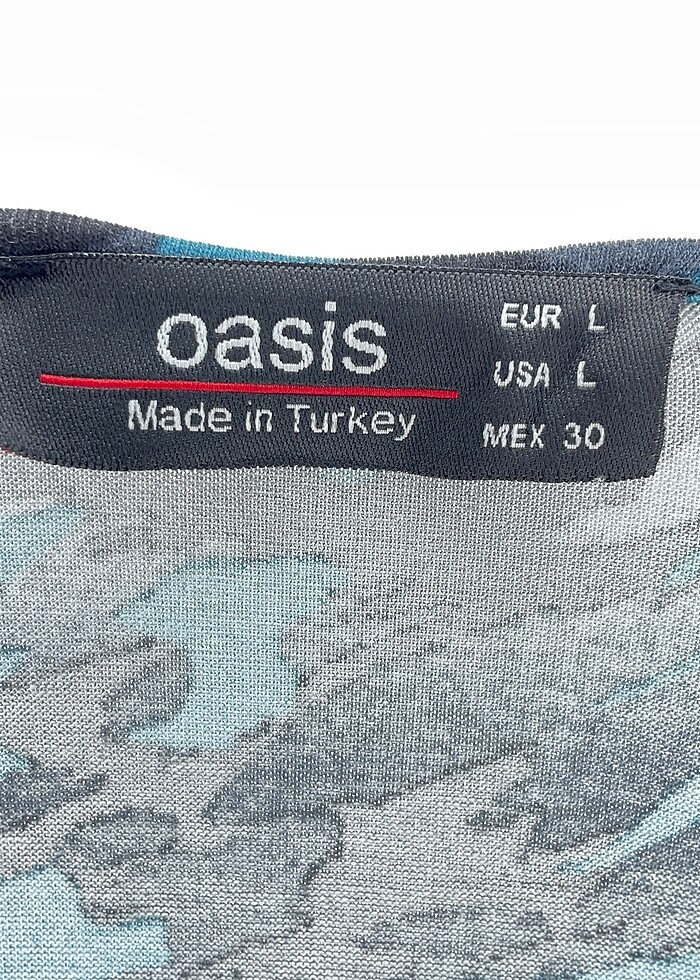 oasis
Made in Turkey
EUR L
USA L
MEX 30